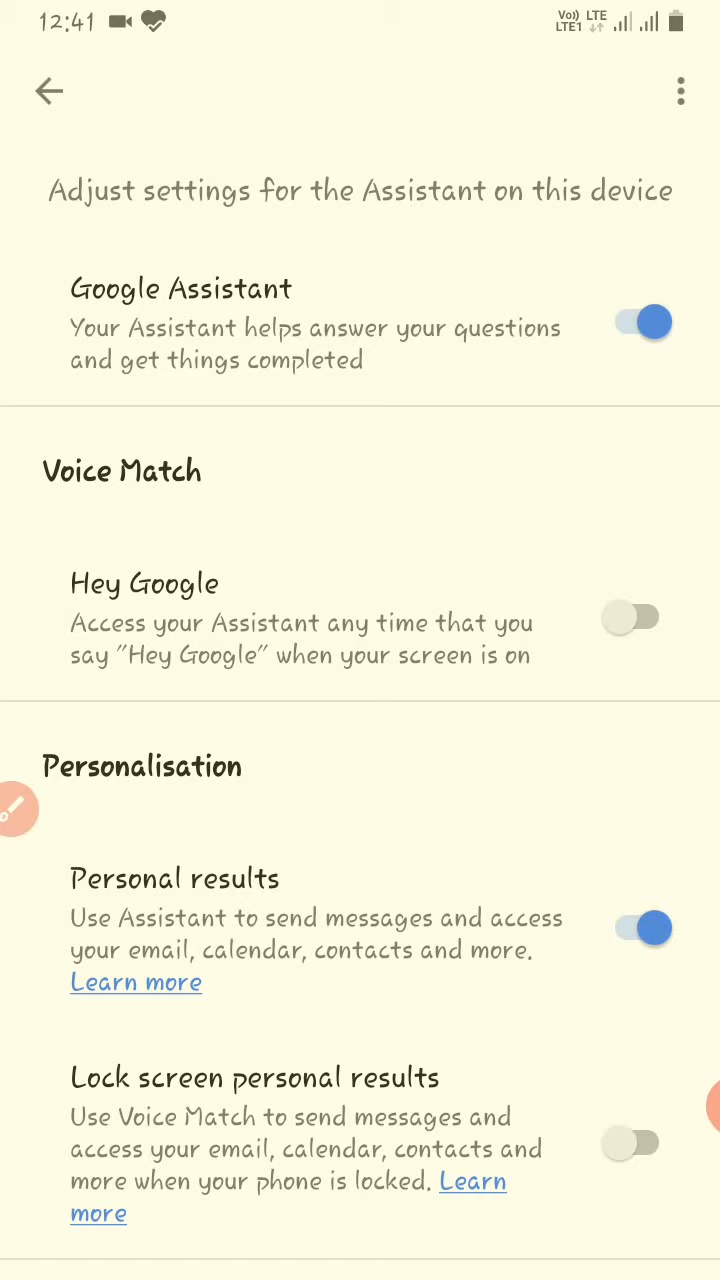 12:41
Vo)) LTE
LTE1
Adjust settings for the Assistant on this device
Google Assistant
Your Assistant helps answer your questions
and get things completed
Voice Match
Hey Google
Access your Assistant any time that you
say "Hey Google" when your screen is on
Personalisation
Personal results
Use Assistant to send messages and access
your email, calendar, contacts and more.
Learn more
Lock screen personal results
Use Voice Match to send messages and
access your email, calendar, contacts and
more when your phone is locked. Learn
more